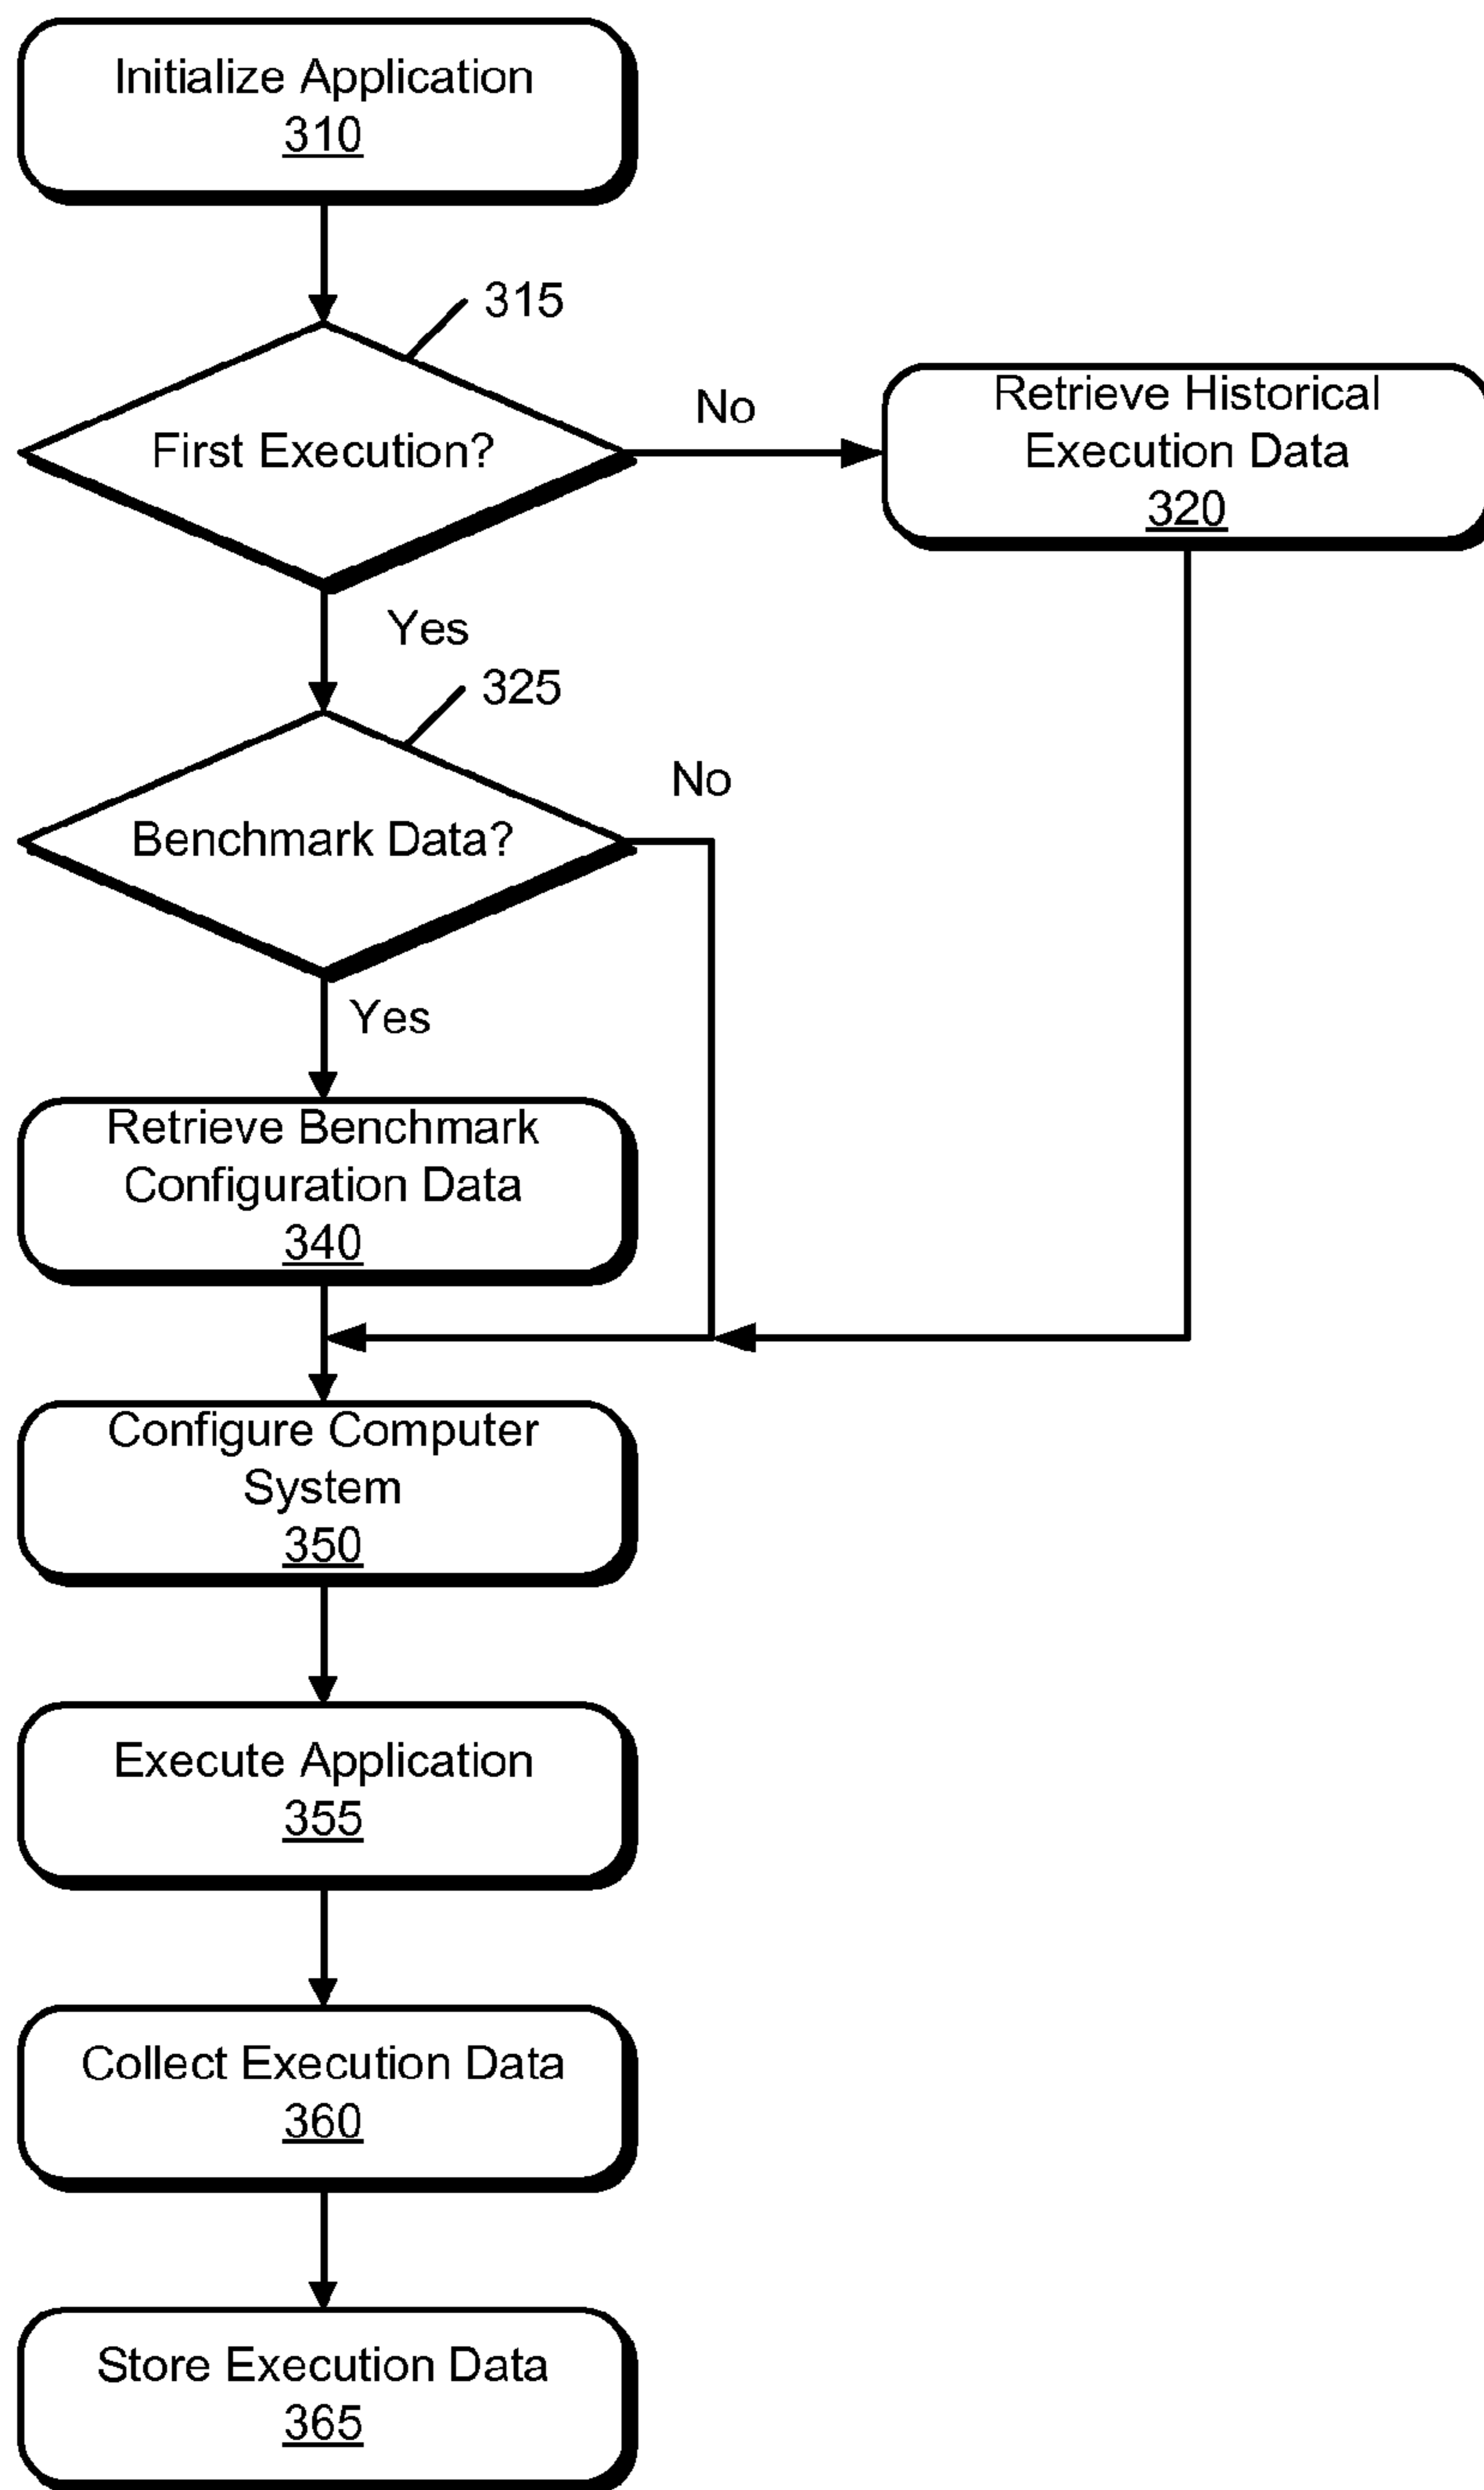 Initialize Application
310
315
First Execution?
No
Retrieve Historical
Execution Data
320
Yes
325
Benchmark Data?
No
Yes
Retrieve Benchmark
Configuration Data
340
Configure Computer
System
350
Execute Application
355
Collect Execution Data
360
Store Execution Data
365